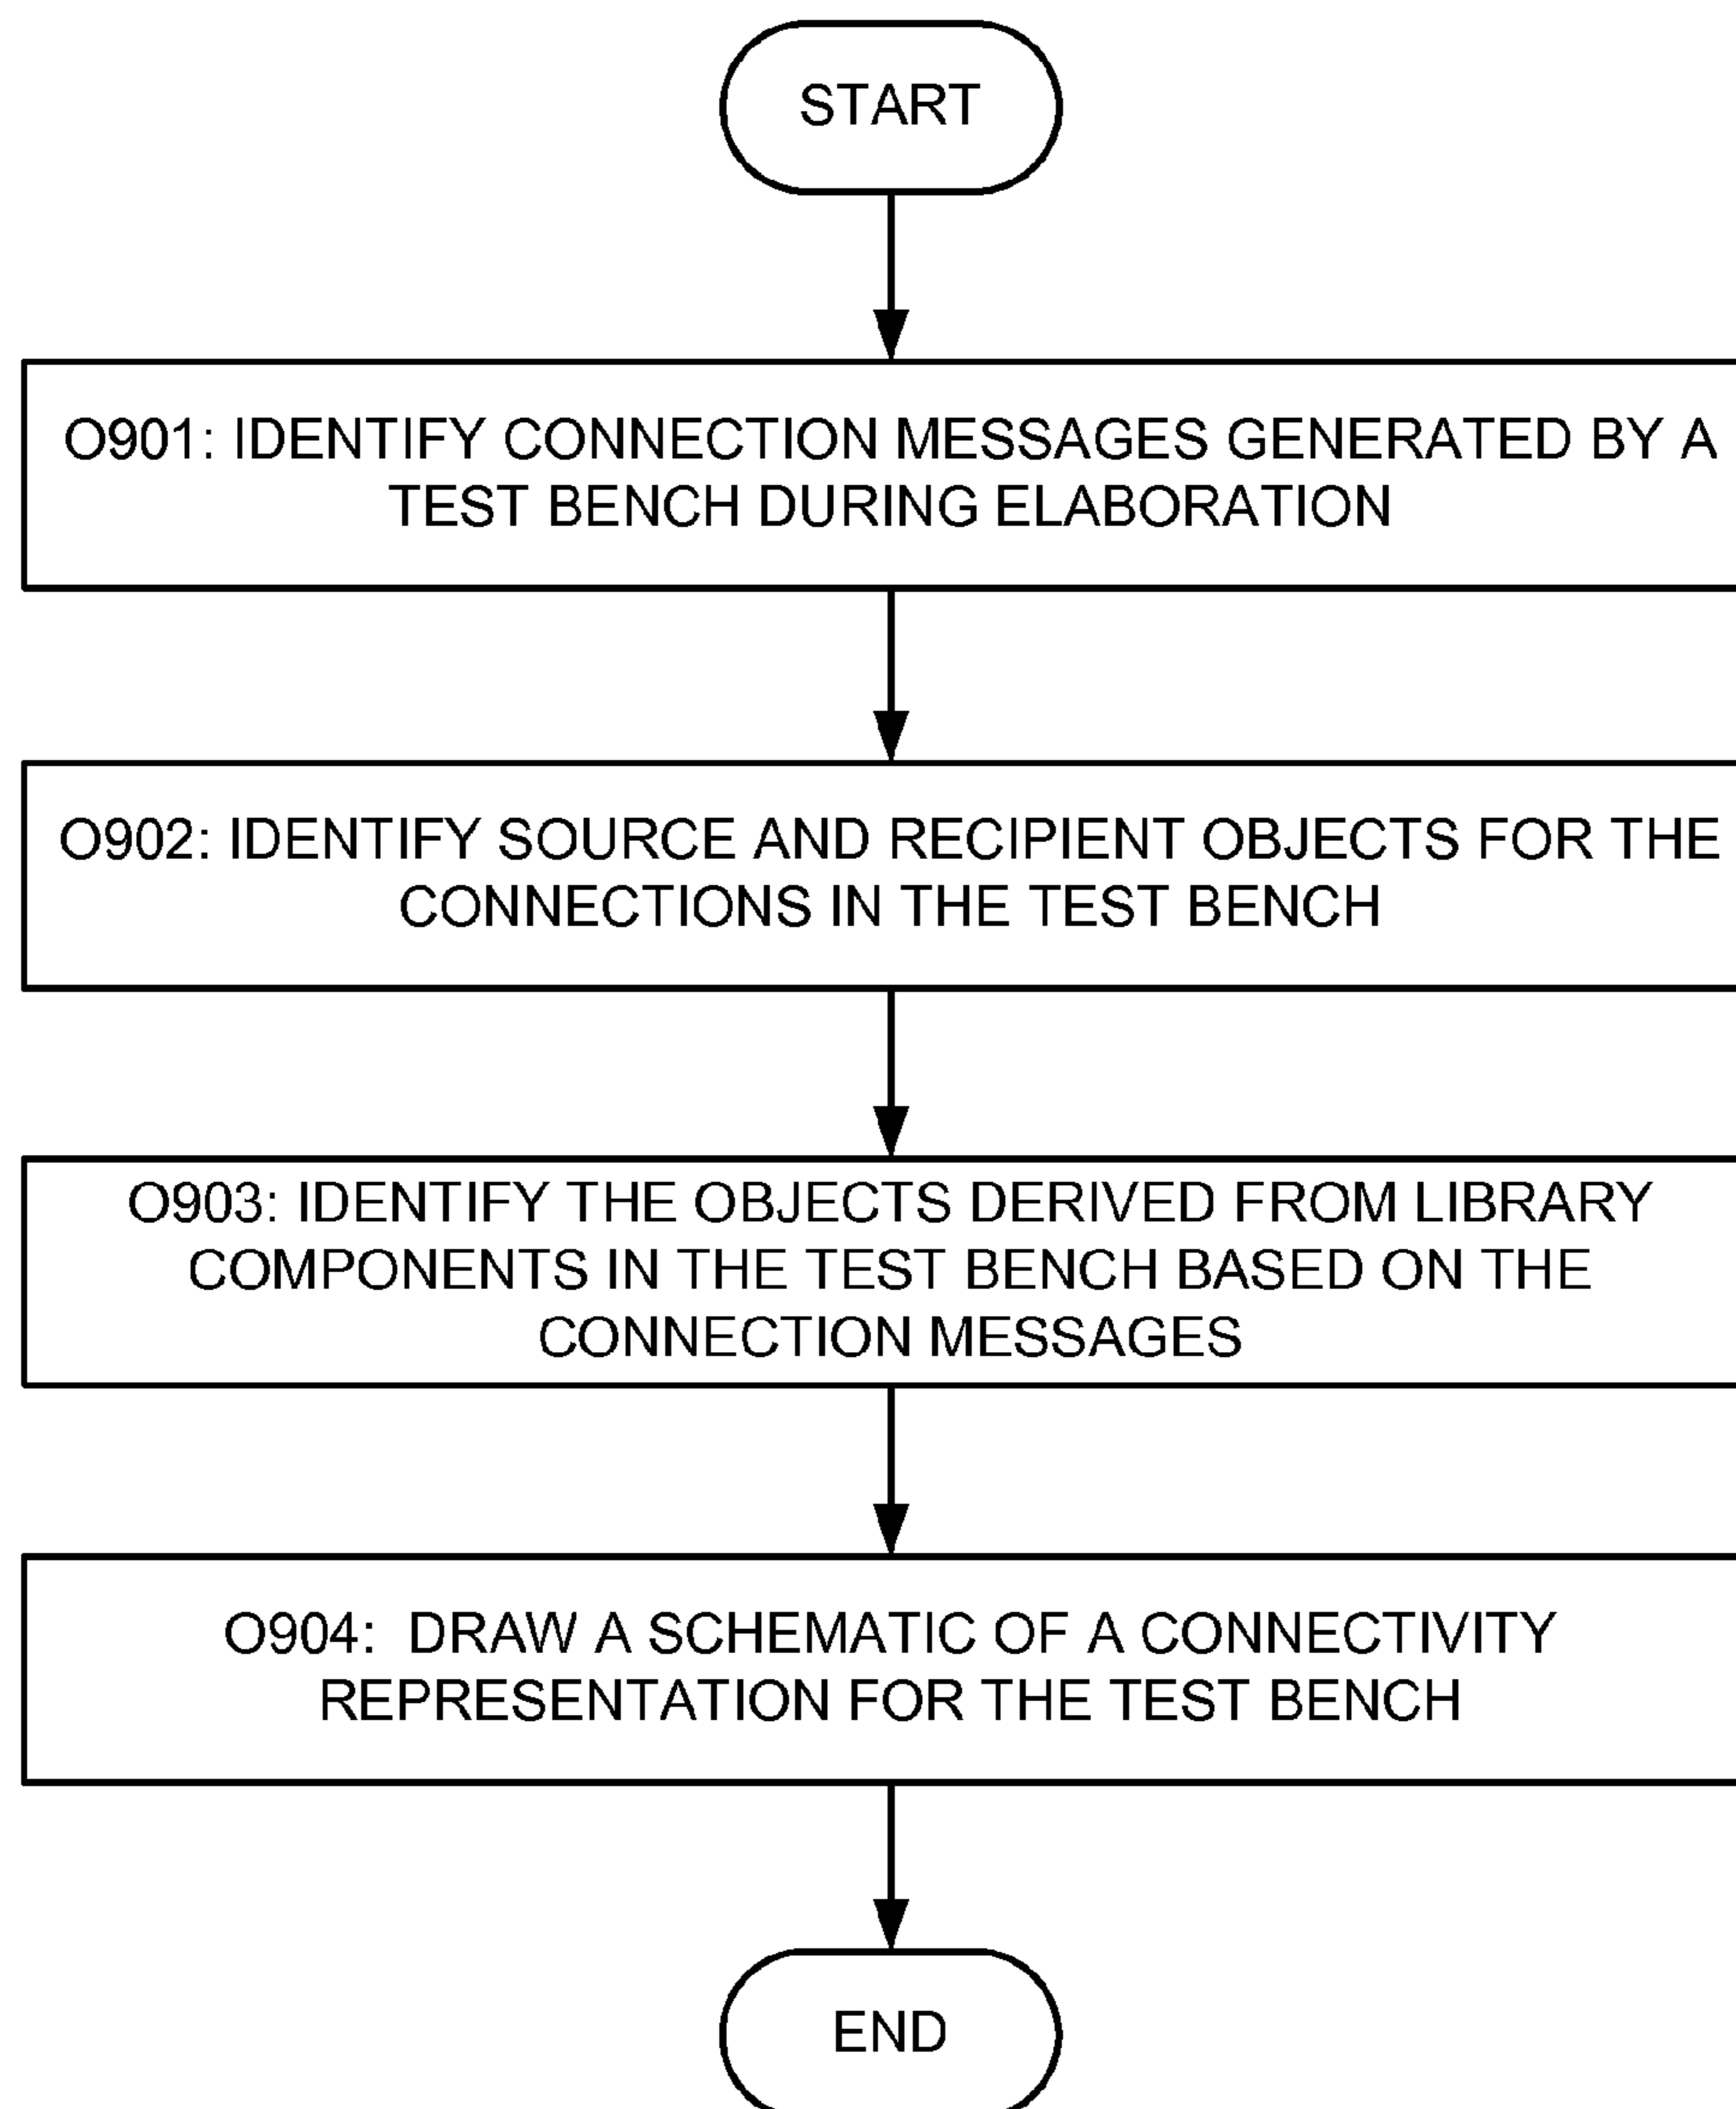 START
O901: IDENTIFY CONNECTION MESSAGES GENERATED BY A
TEST BENCH DURING ELABORATION
O902: IDENTIFY SOURCE AND RECIPIENT OBJECTS FOR THE
CONNECTIONS IN THE TEST BENCH
O903: IDENTIFY THE OBJECTS DERIVED FROM LIBRARY
COMPONENTS IN THE TEST BENCH BASED ON THE
CONNECTION MESSAGES
O904: DRAW A SCHEMATIC OF A CONNECTIVITY
REPRESENTATION FOR THE TEST BENCH
END